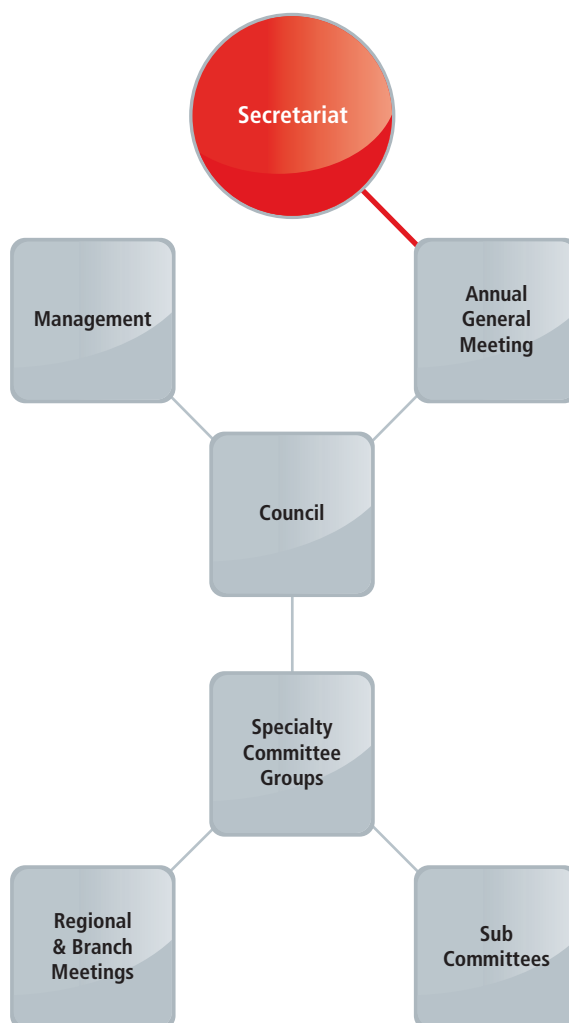 Secretariat
Management
Annual
General
Meeting
Council
Specialty
Committee
Groups
Regional
& Branch
Meetings
Sub
Committees